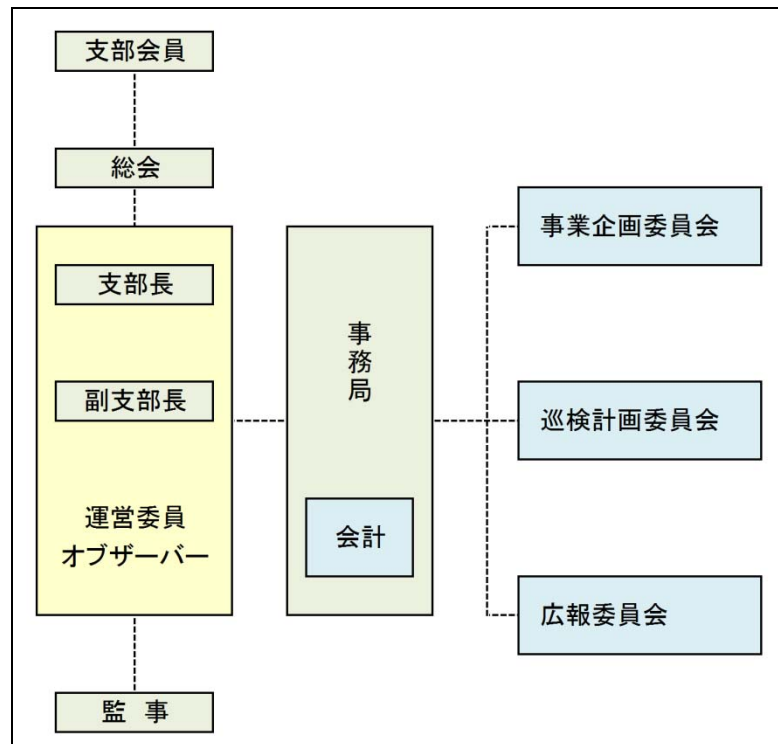 支部会員
総会
支部長
副支部長
運営委員
オブザーバー
監 事
事務局
会計
事業企画委員会
巡検計画委員会
広報委員会